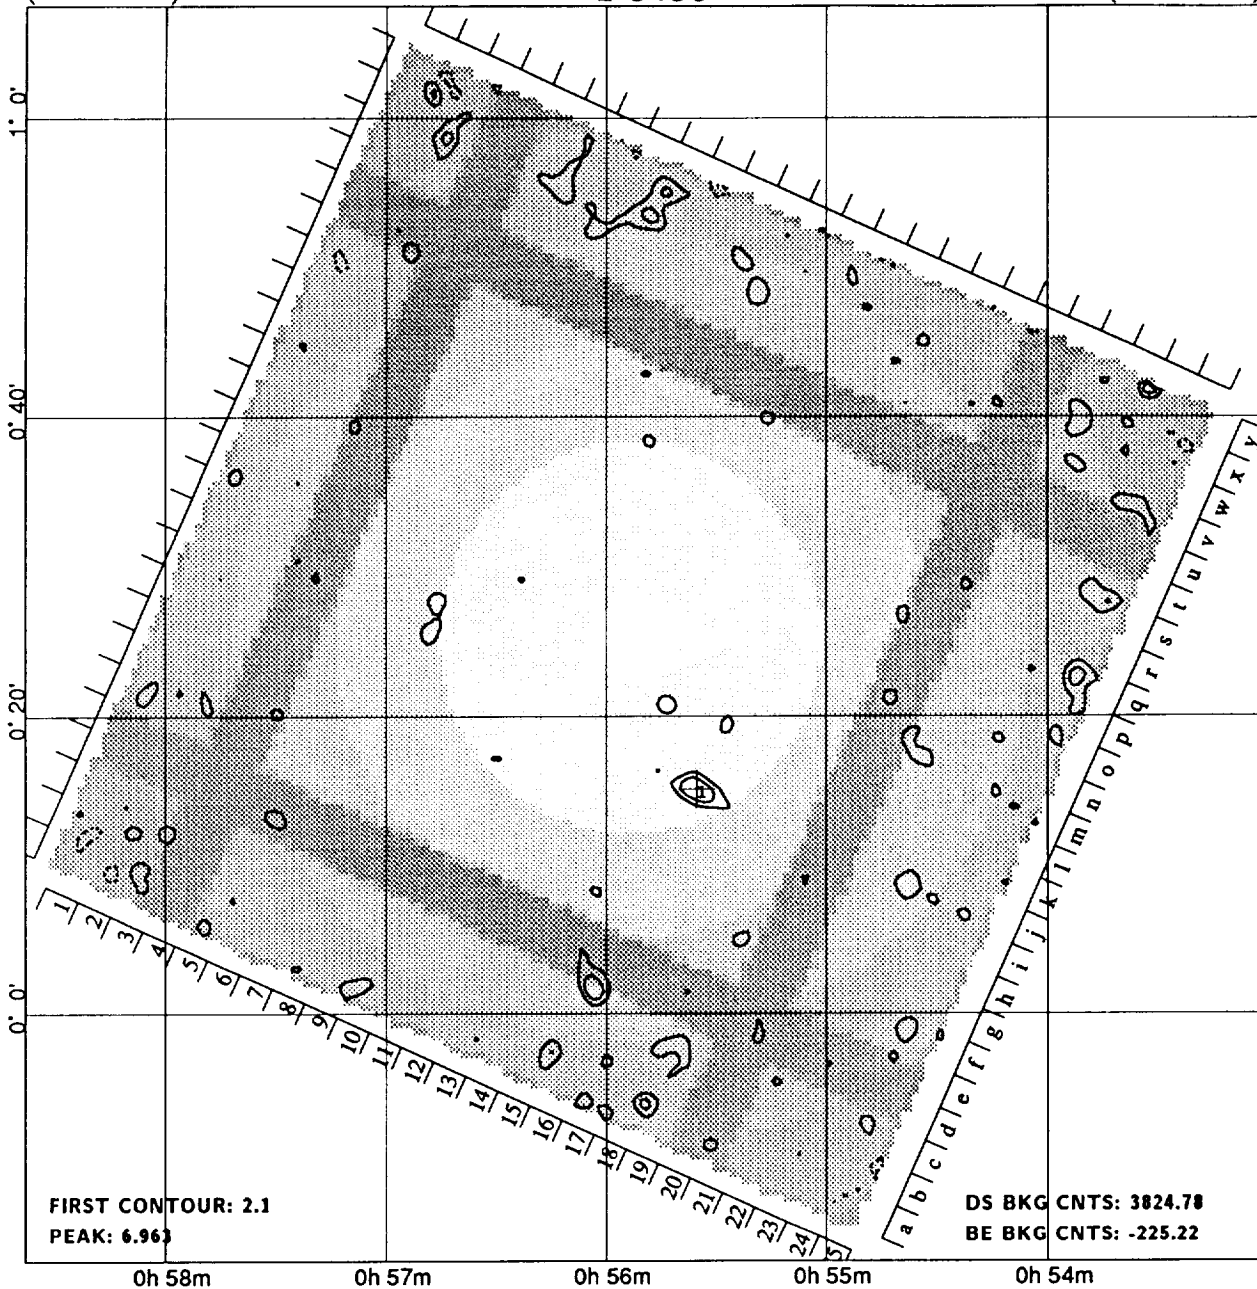 1° 0'
0° 40'
0° 20'
0° 0'
1
1 2 3 4 5 6 7 8 9 10 11 12 13 14 15 16 17 18 19 20 21 22 23 24
a b c d e f g h i j k l m n o p q r s t u v w x y
FIRST CONTOUR: 2.1
PEAK: 6.963
DS BKG CNTS: 3824.78
BE BKG CNTS: -225.22
0h 58m 0h 57m 0h 56m 0h 55m 0h 54m